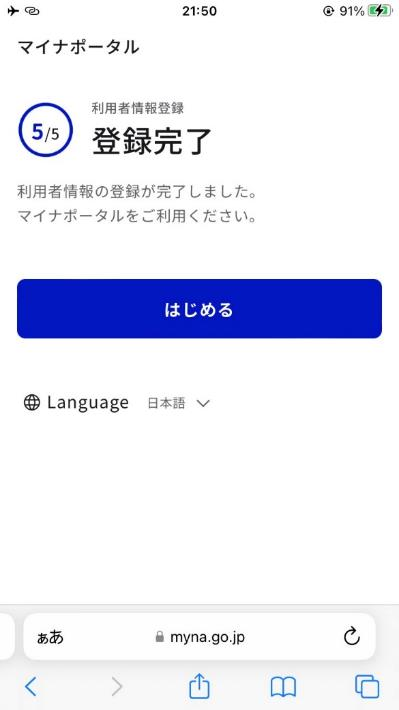 21:50
91%
マイナポータル
5/5
利用者情報登録
登録完了
利用者情報の登録が完了しました。
マイナポータルをご利用ください。
はじめる
Language 日本語
ぁあ
myna.go.jp